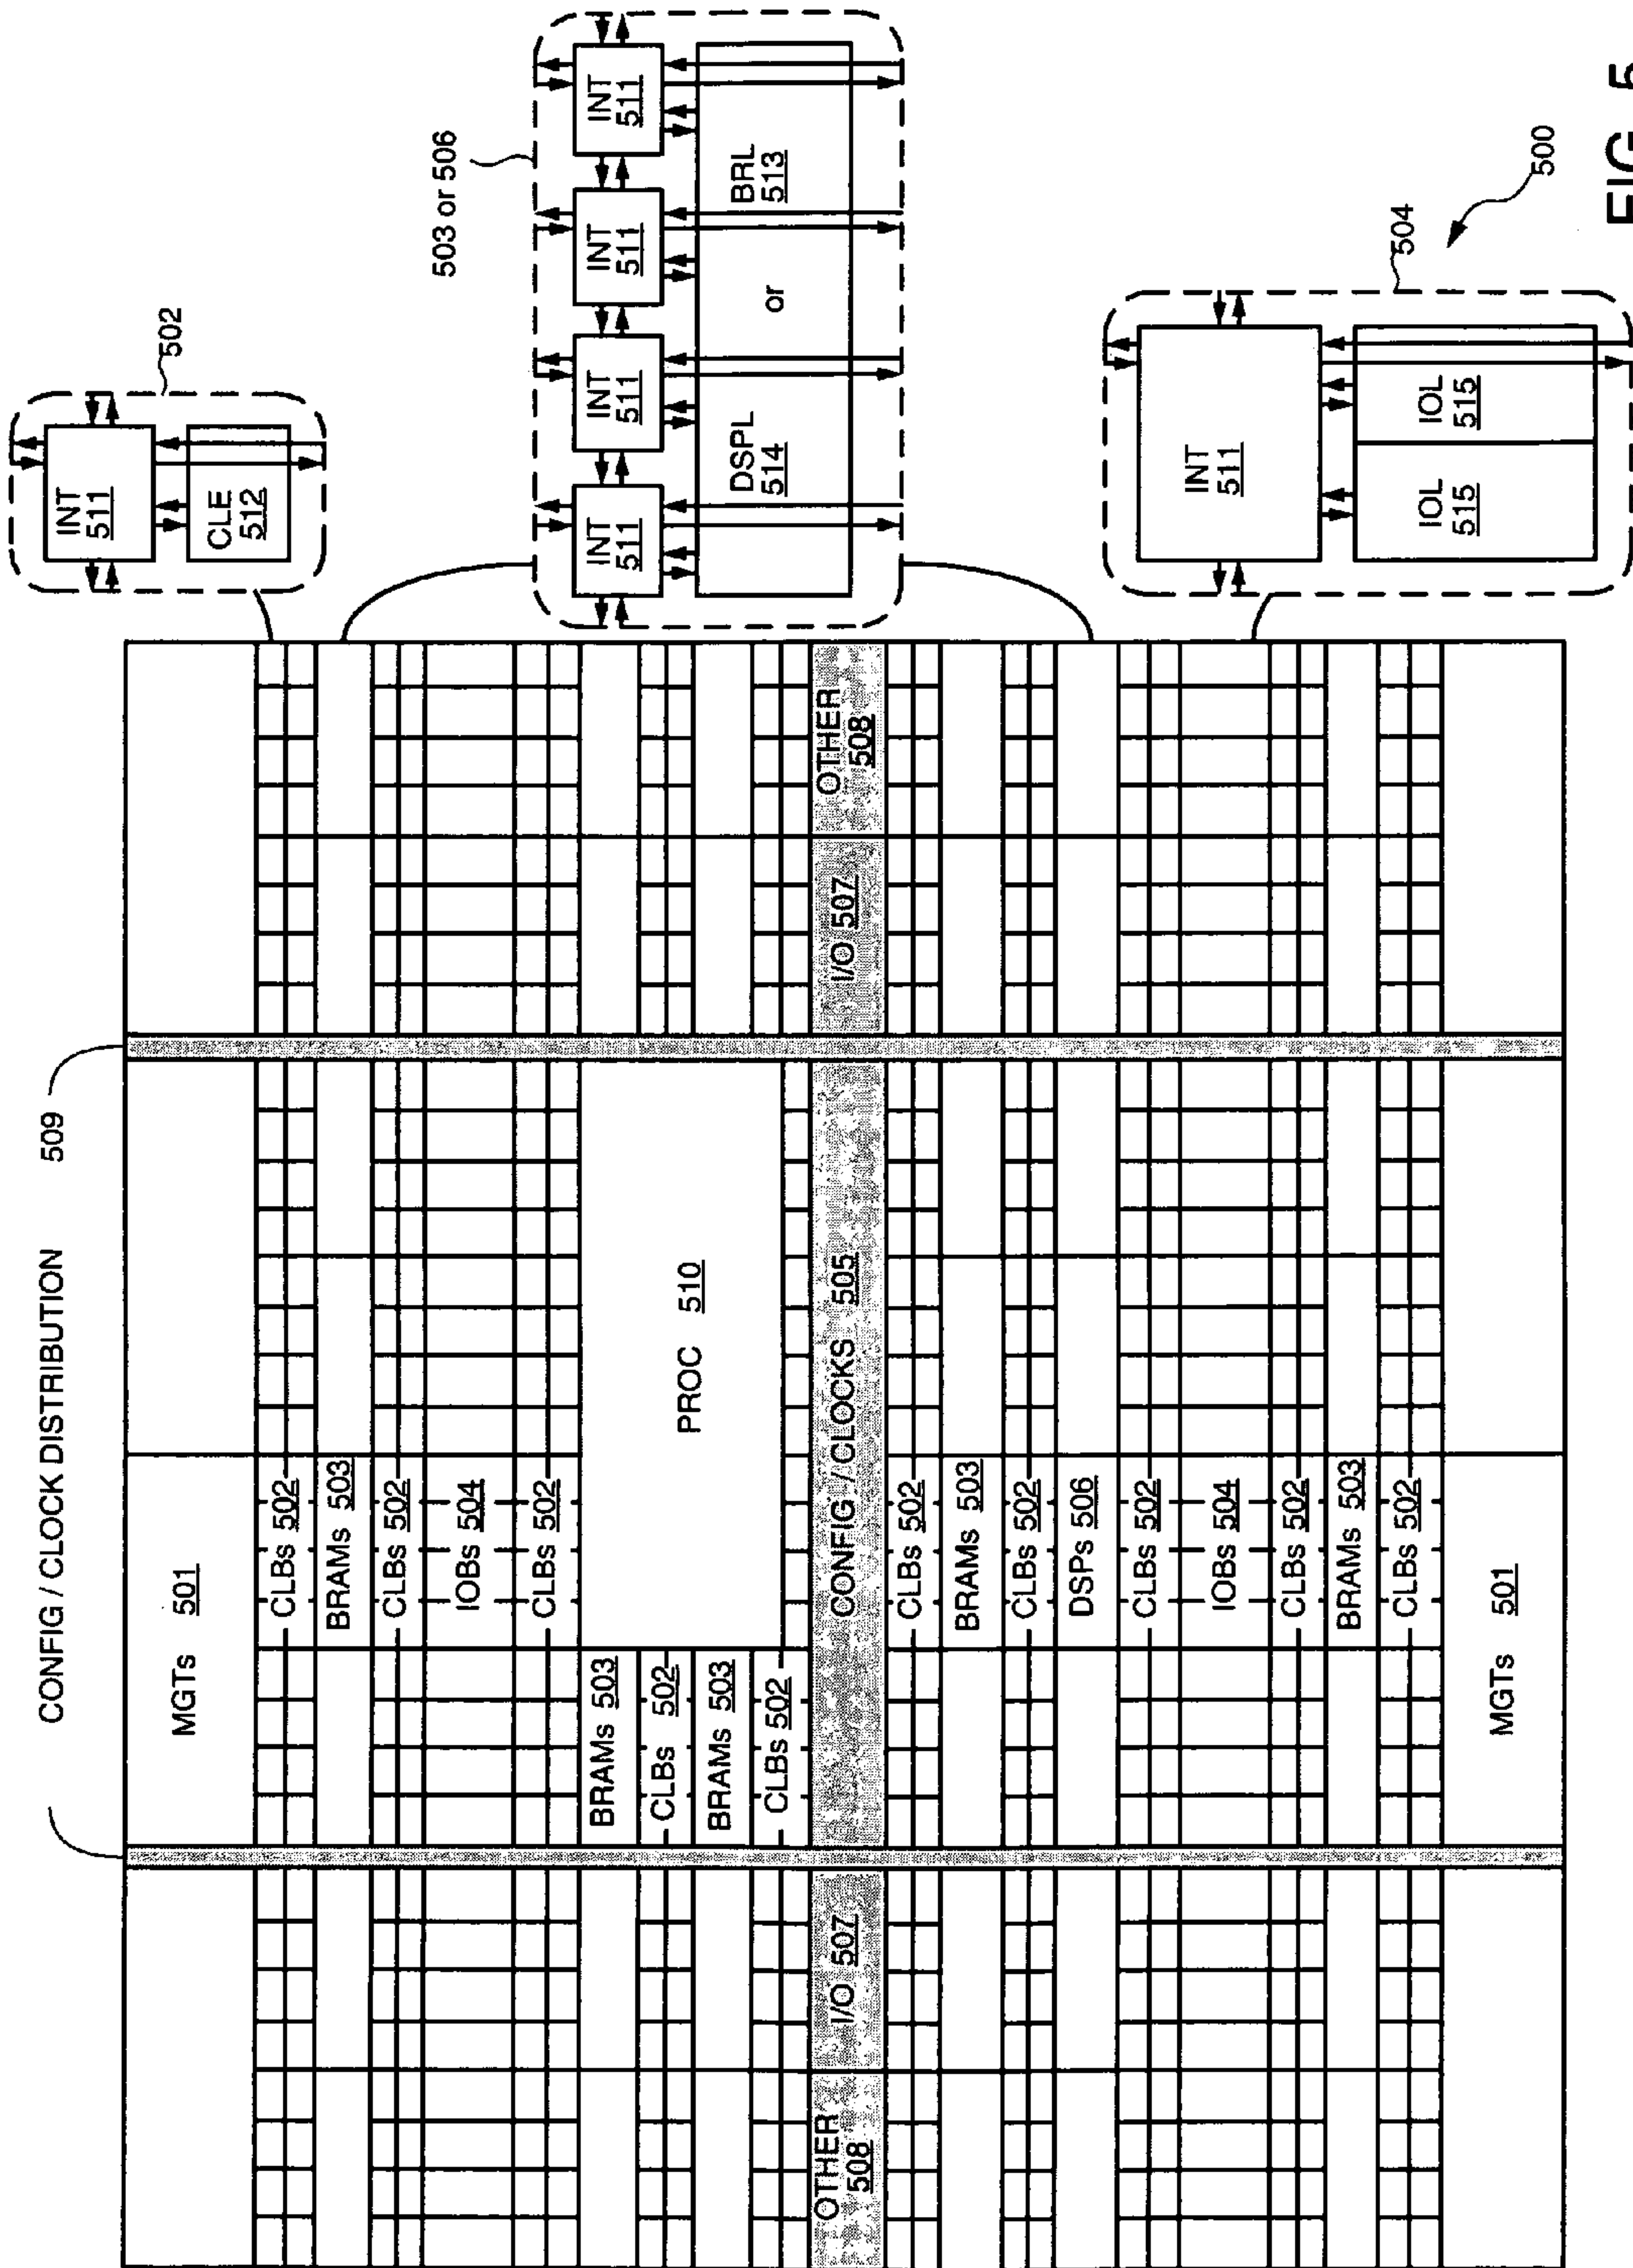 CONFIG / CLOCK DISTRIBUTION 509
MGTs 501
CLBs 502
BRAMs 503
CLBs 502
IOBs 504
CLBs 502
BRAMs 503
CLBs 502
BRAMs 503
CLBs 502
PROC 510
OTHER
508
I/O 507
CONFIG / CLOCKS 505
I/O 507
OTHER
508
CLBs 502
BRAMs 503
CLBs 502
DSPs 506
CLBs 502
IOBs 504
CLBs 502
BRAMs 503
CLBs 502
MGTs 501
INT
511
CLE
512
502
503 or 506
INT
511
INT
511
INT
511
INT
511
DSPL
514
or
BRL
513
INT
511
IOL
515
IOL
515
504
500
FIG. 5